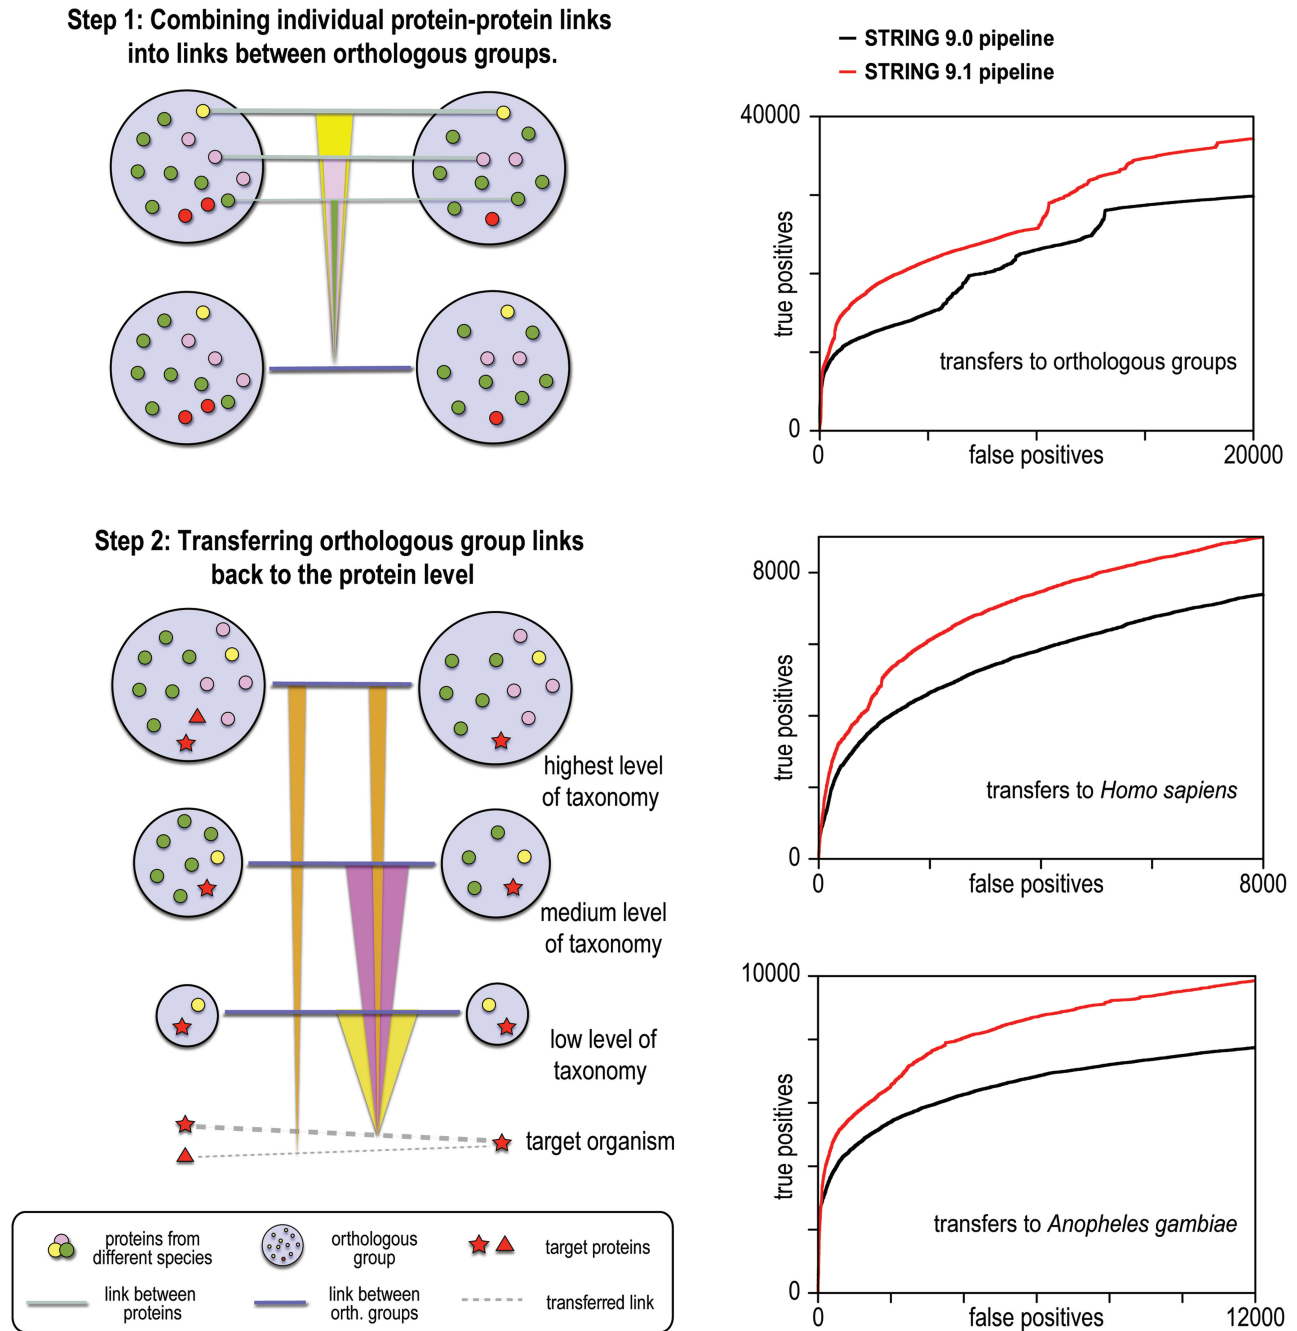 Step 1: Combining individual protein-protein links
into links between orthologous groups.
STRING 9.0 pipeline
STRING 9.1 pipeline
40000
true positives
0
transfers to orthologous groups
0
false positives
20000
Step 2: Transferring orthologous group links
back to the protein level
highest level
of taxonomy
medium level
of taxonomy
low level of
taxonomy
target organism
8000
true positives
0
transfers to Homo sapiens
0
false positives
8000
10000
true positives
0
transfers to Anopheles gambiae
0
false positives
12000
proteins from
different species
orthologous
group
target proteins
link between
proteins
link between
orth. groups
transferred link